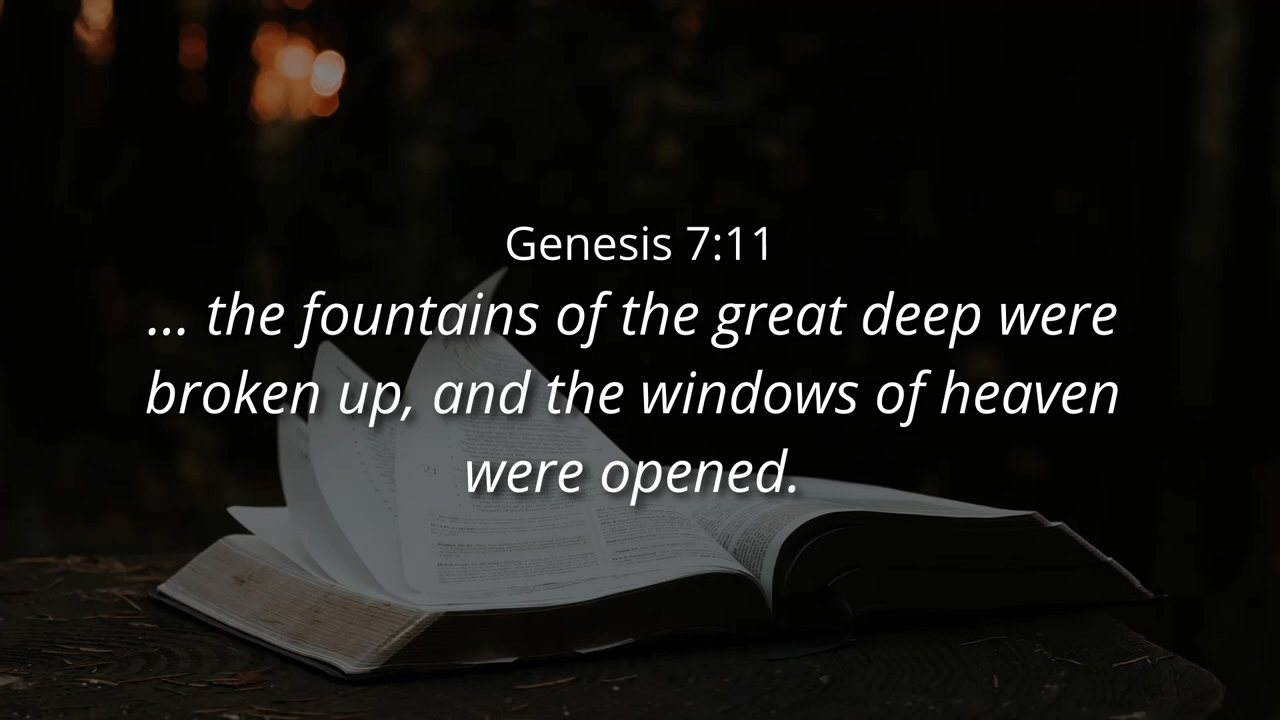 Genesis 7:11
... the fountains of the great deep were
broken up, and the windows of heaven
were opened.
21